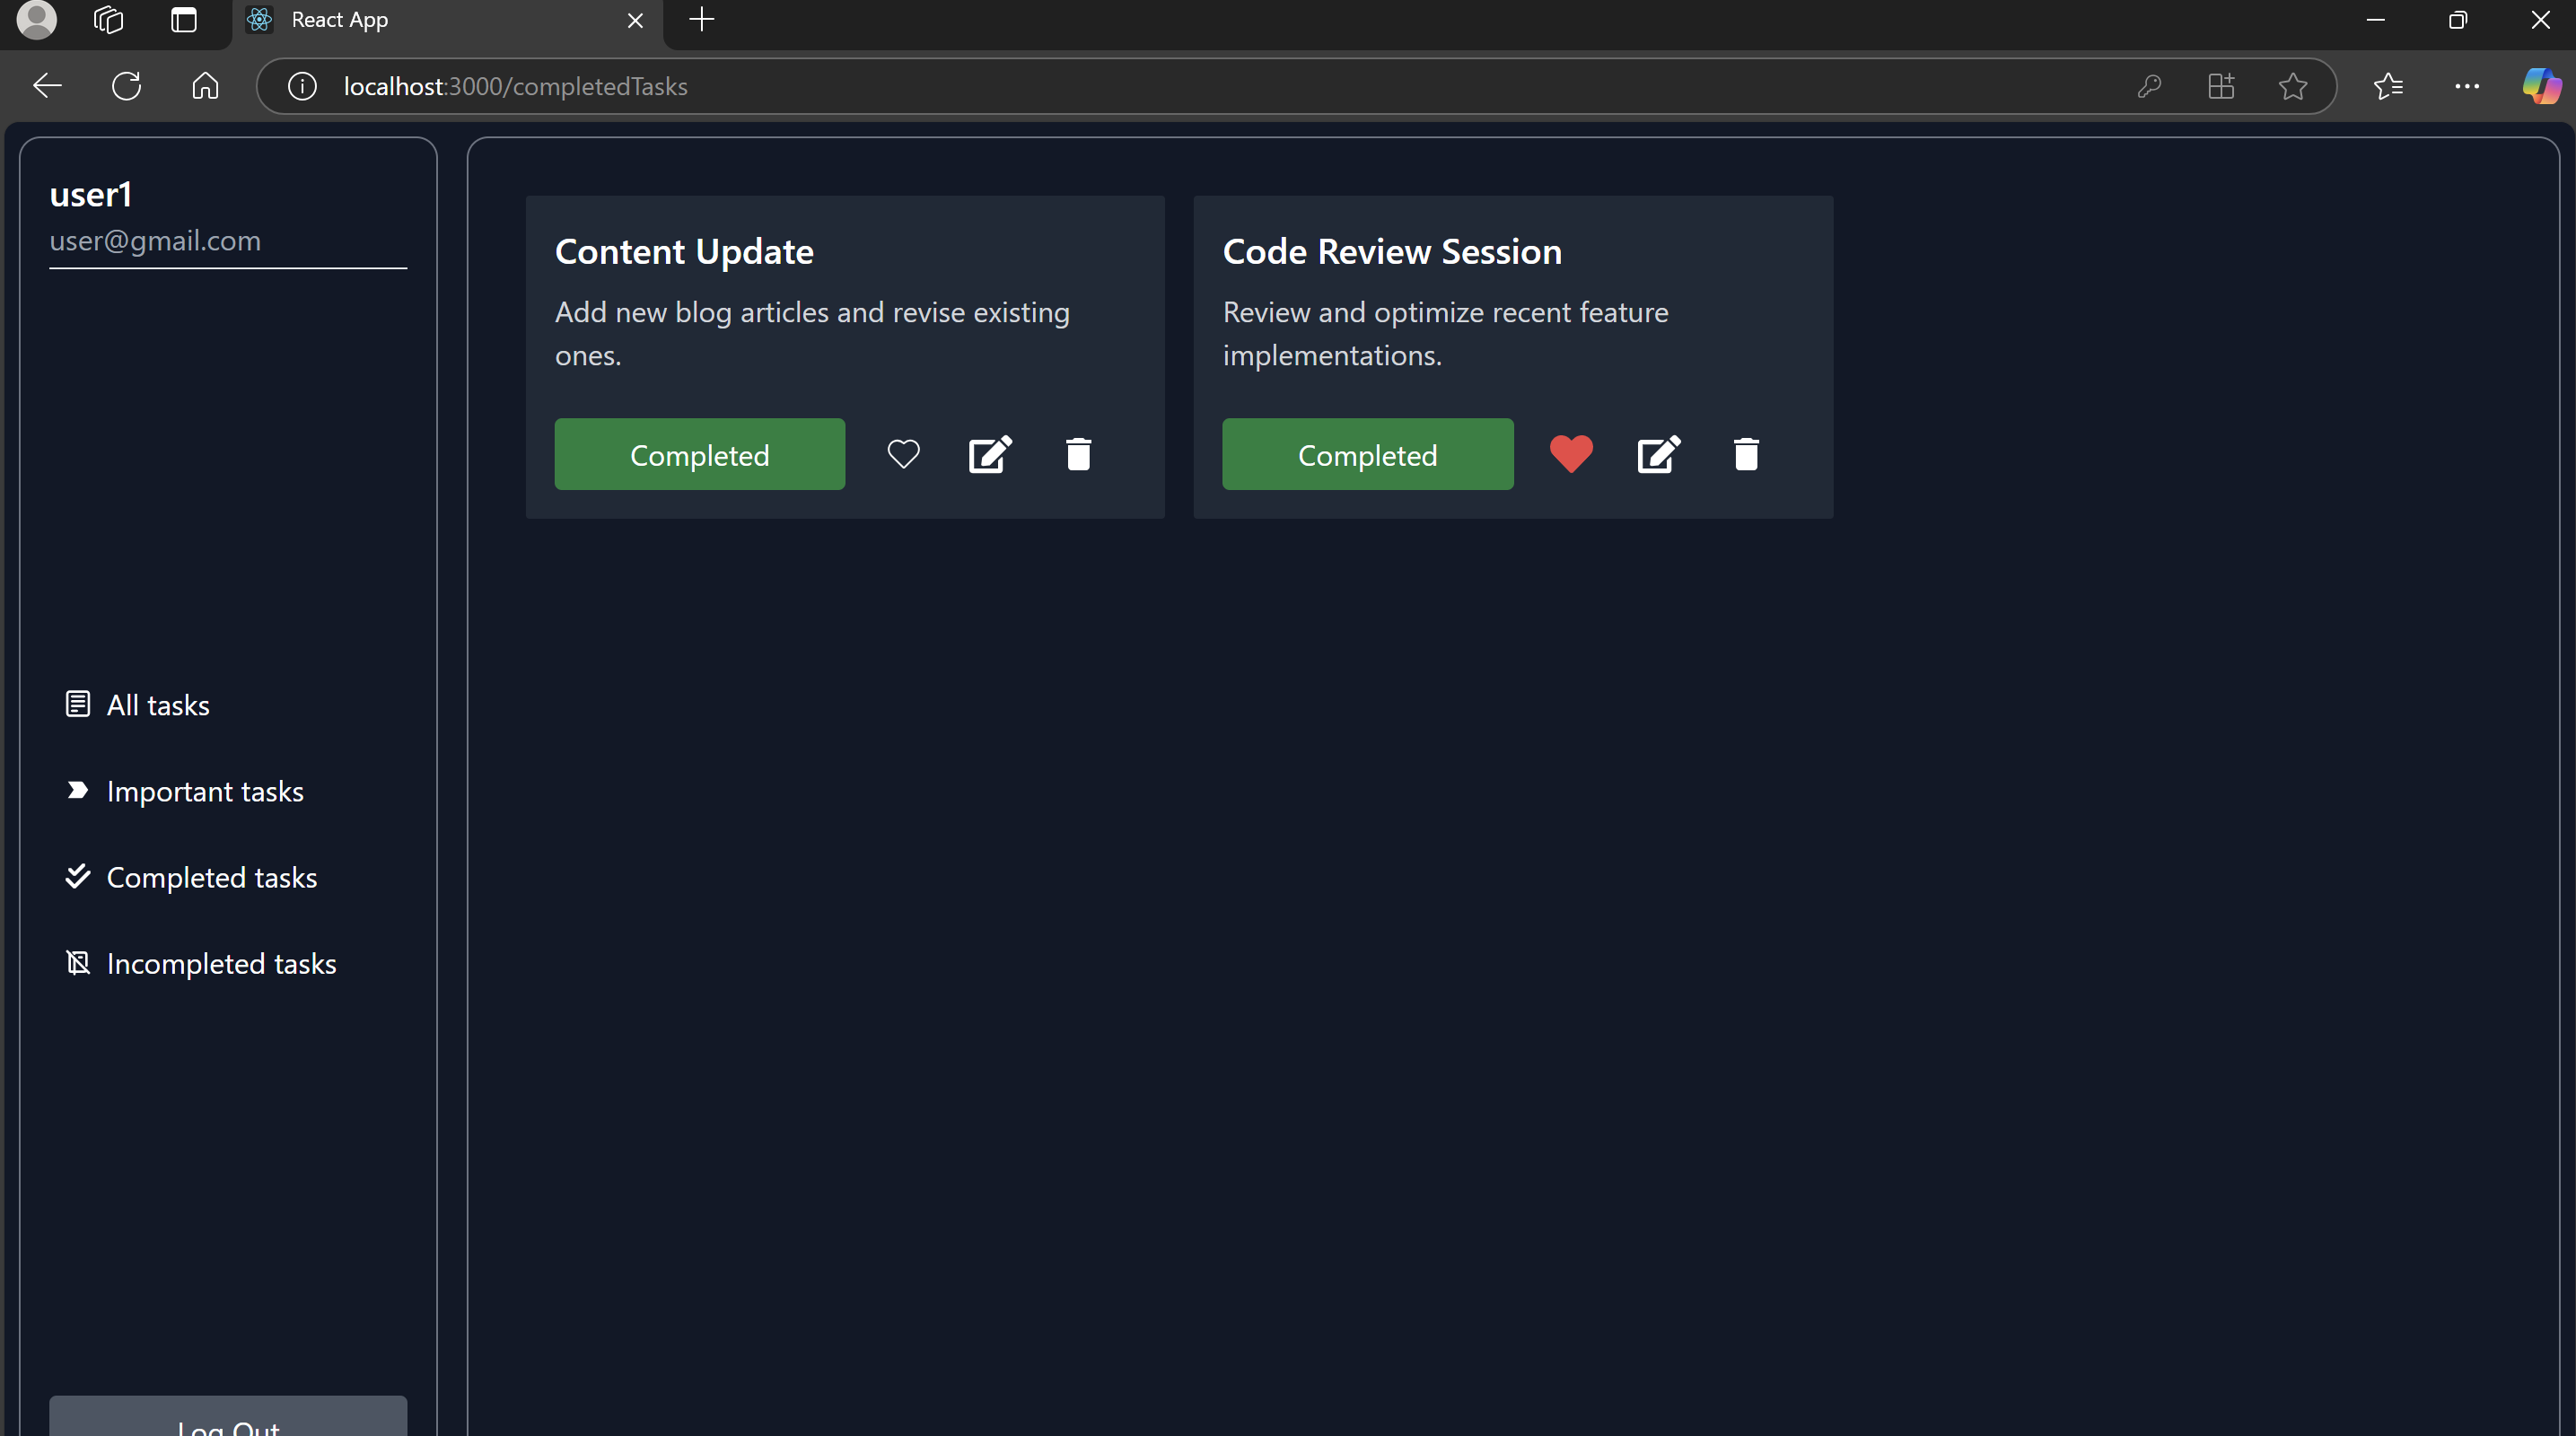 React App
localhost:3000/completedTasks
user1
user@gmail.com
All tasks
Important tasks
Completed tasks
Incompleted tasks
Log Out
Content Update
Add new blog articles and revise existing
ones.
Completed
Code Review Session
Review and optimize recent feature
implementations.
Completed